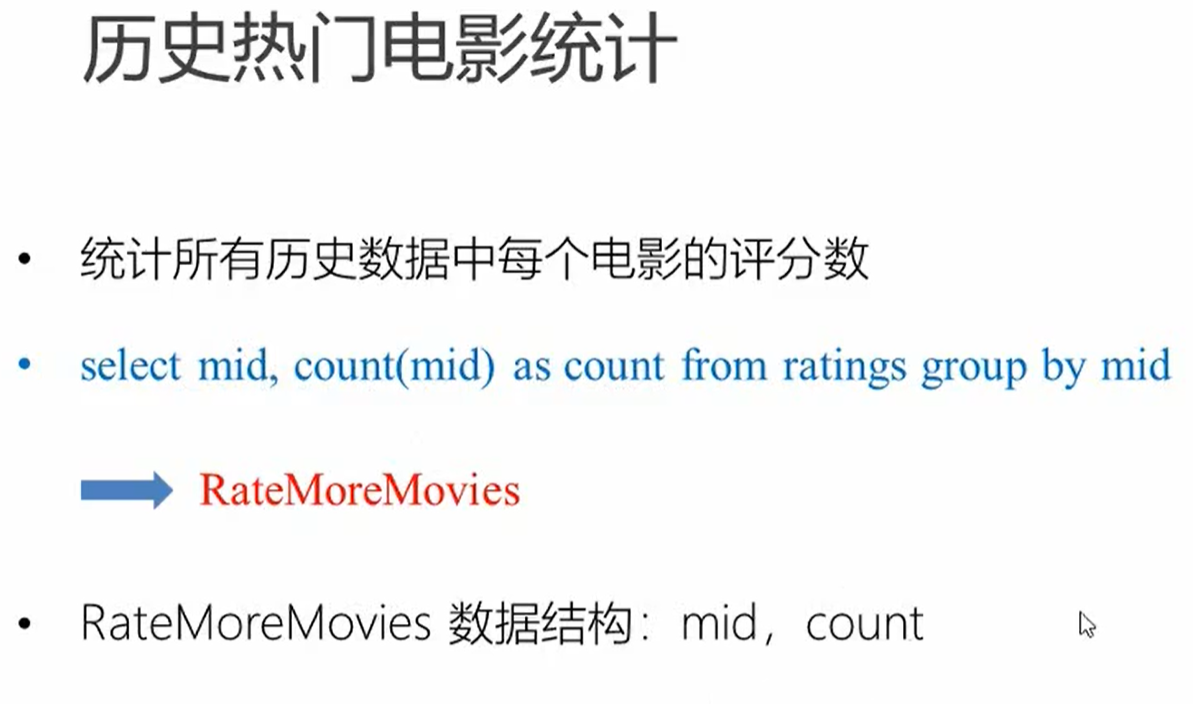 历史热门电影统计
• 统计所有历史数据中每个电影的评分数
• select mid, count(mid) as count from ratings group by mid
RateMoreMovies
• RateMoreMovies 数据结构：mid，count